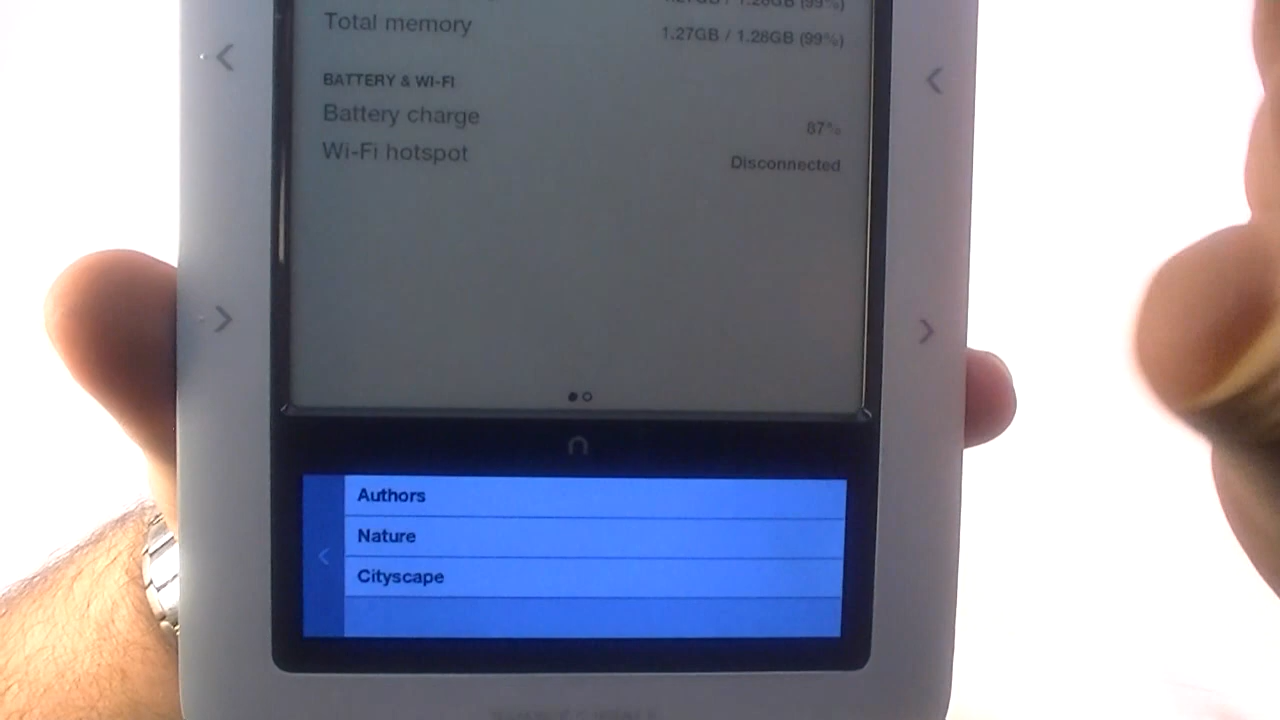 Total memory
1.27GB / 1.28GB (99%)
BATTERY & WI-FI
Battery charge
87%
Wi-Fi hotspot
Disconnected
Authors
Nature
Cityscape